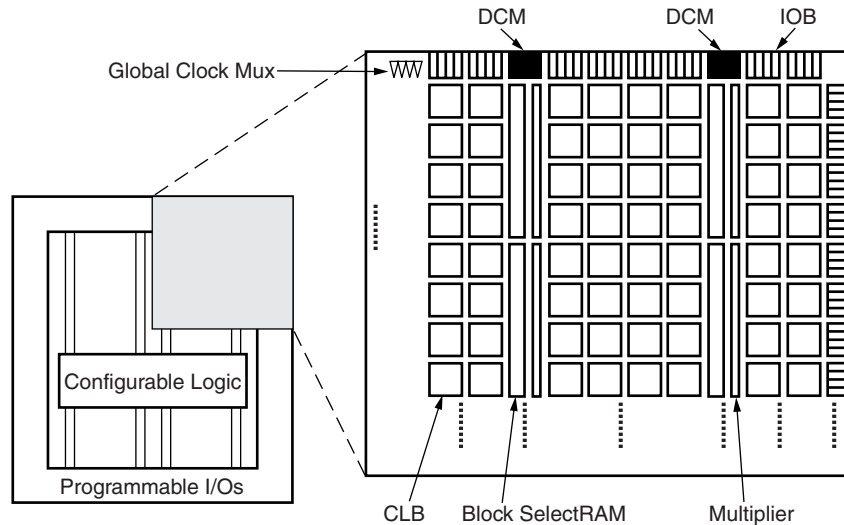 DCM
DCM
IOB
Global Clock Mux
Configurable Logic
Programmable I/Os
CLB
Block SelectRAM
Multiplier